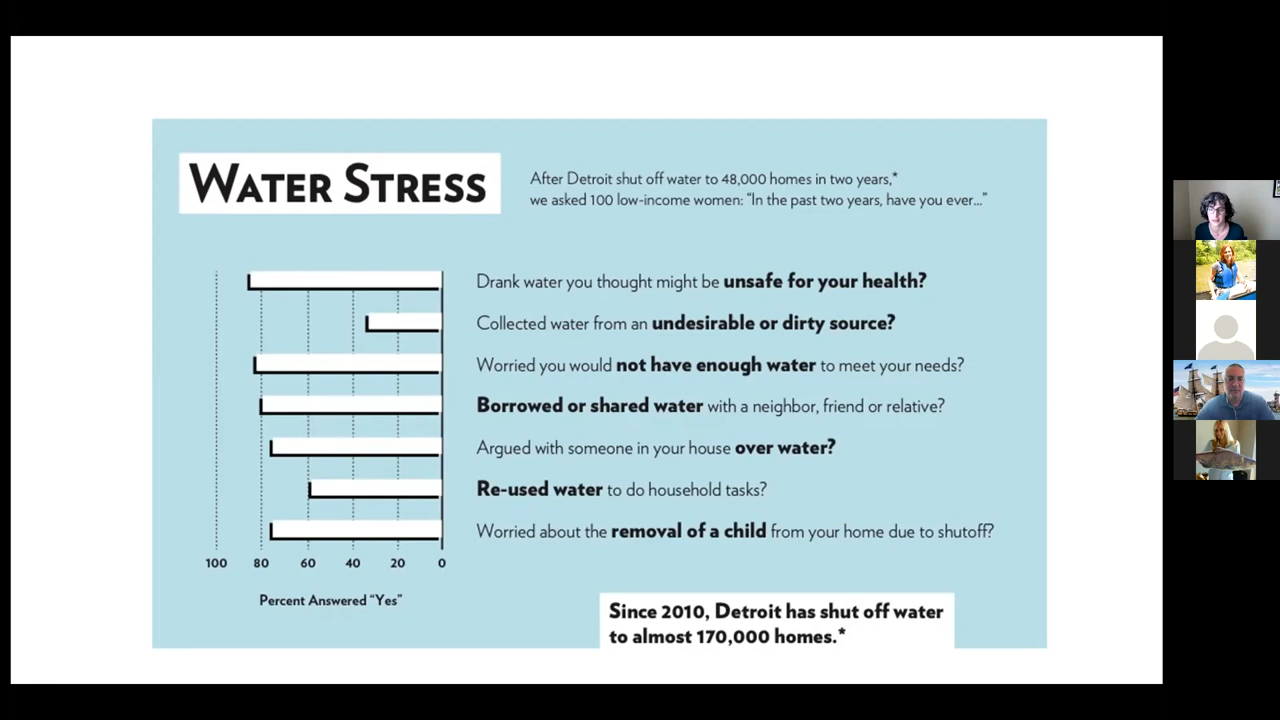 WATER STRESS
After Detroit shut off water to 48,000 homes in two years,*
we asked 100 low-income women: “In the past two years, have you ever...”
Drank water you thought might be unsafe for your health?
Collected water from an undesirable or dirty source?
Worried you would not have enough water to meet your needs?
Borrowed or shared water with a neighbor, friend or relative?
Argued with someone in your house over water?
Re-used water to do household tasks?
Worried about the removal of a child from your home due to shutoff?
100 80 60 40 20 0
Percent Answered “Yes”
Since 2010, Detroit has shut off water
to almost 170,000 homes.*